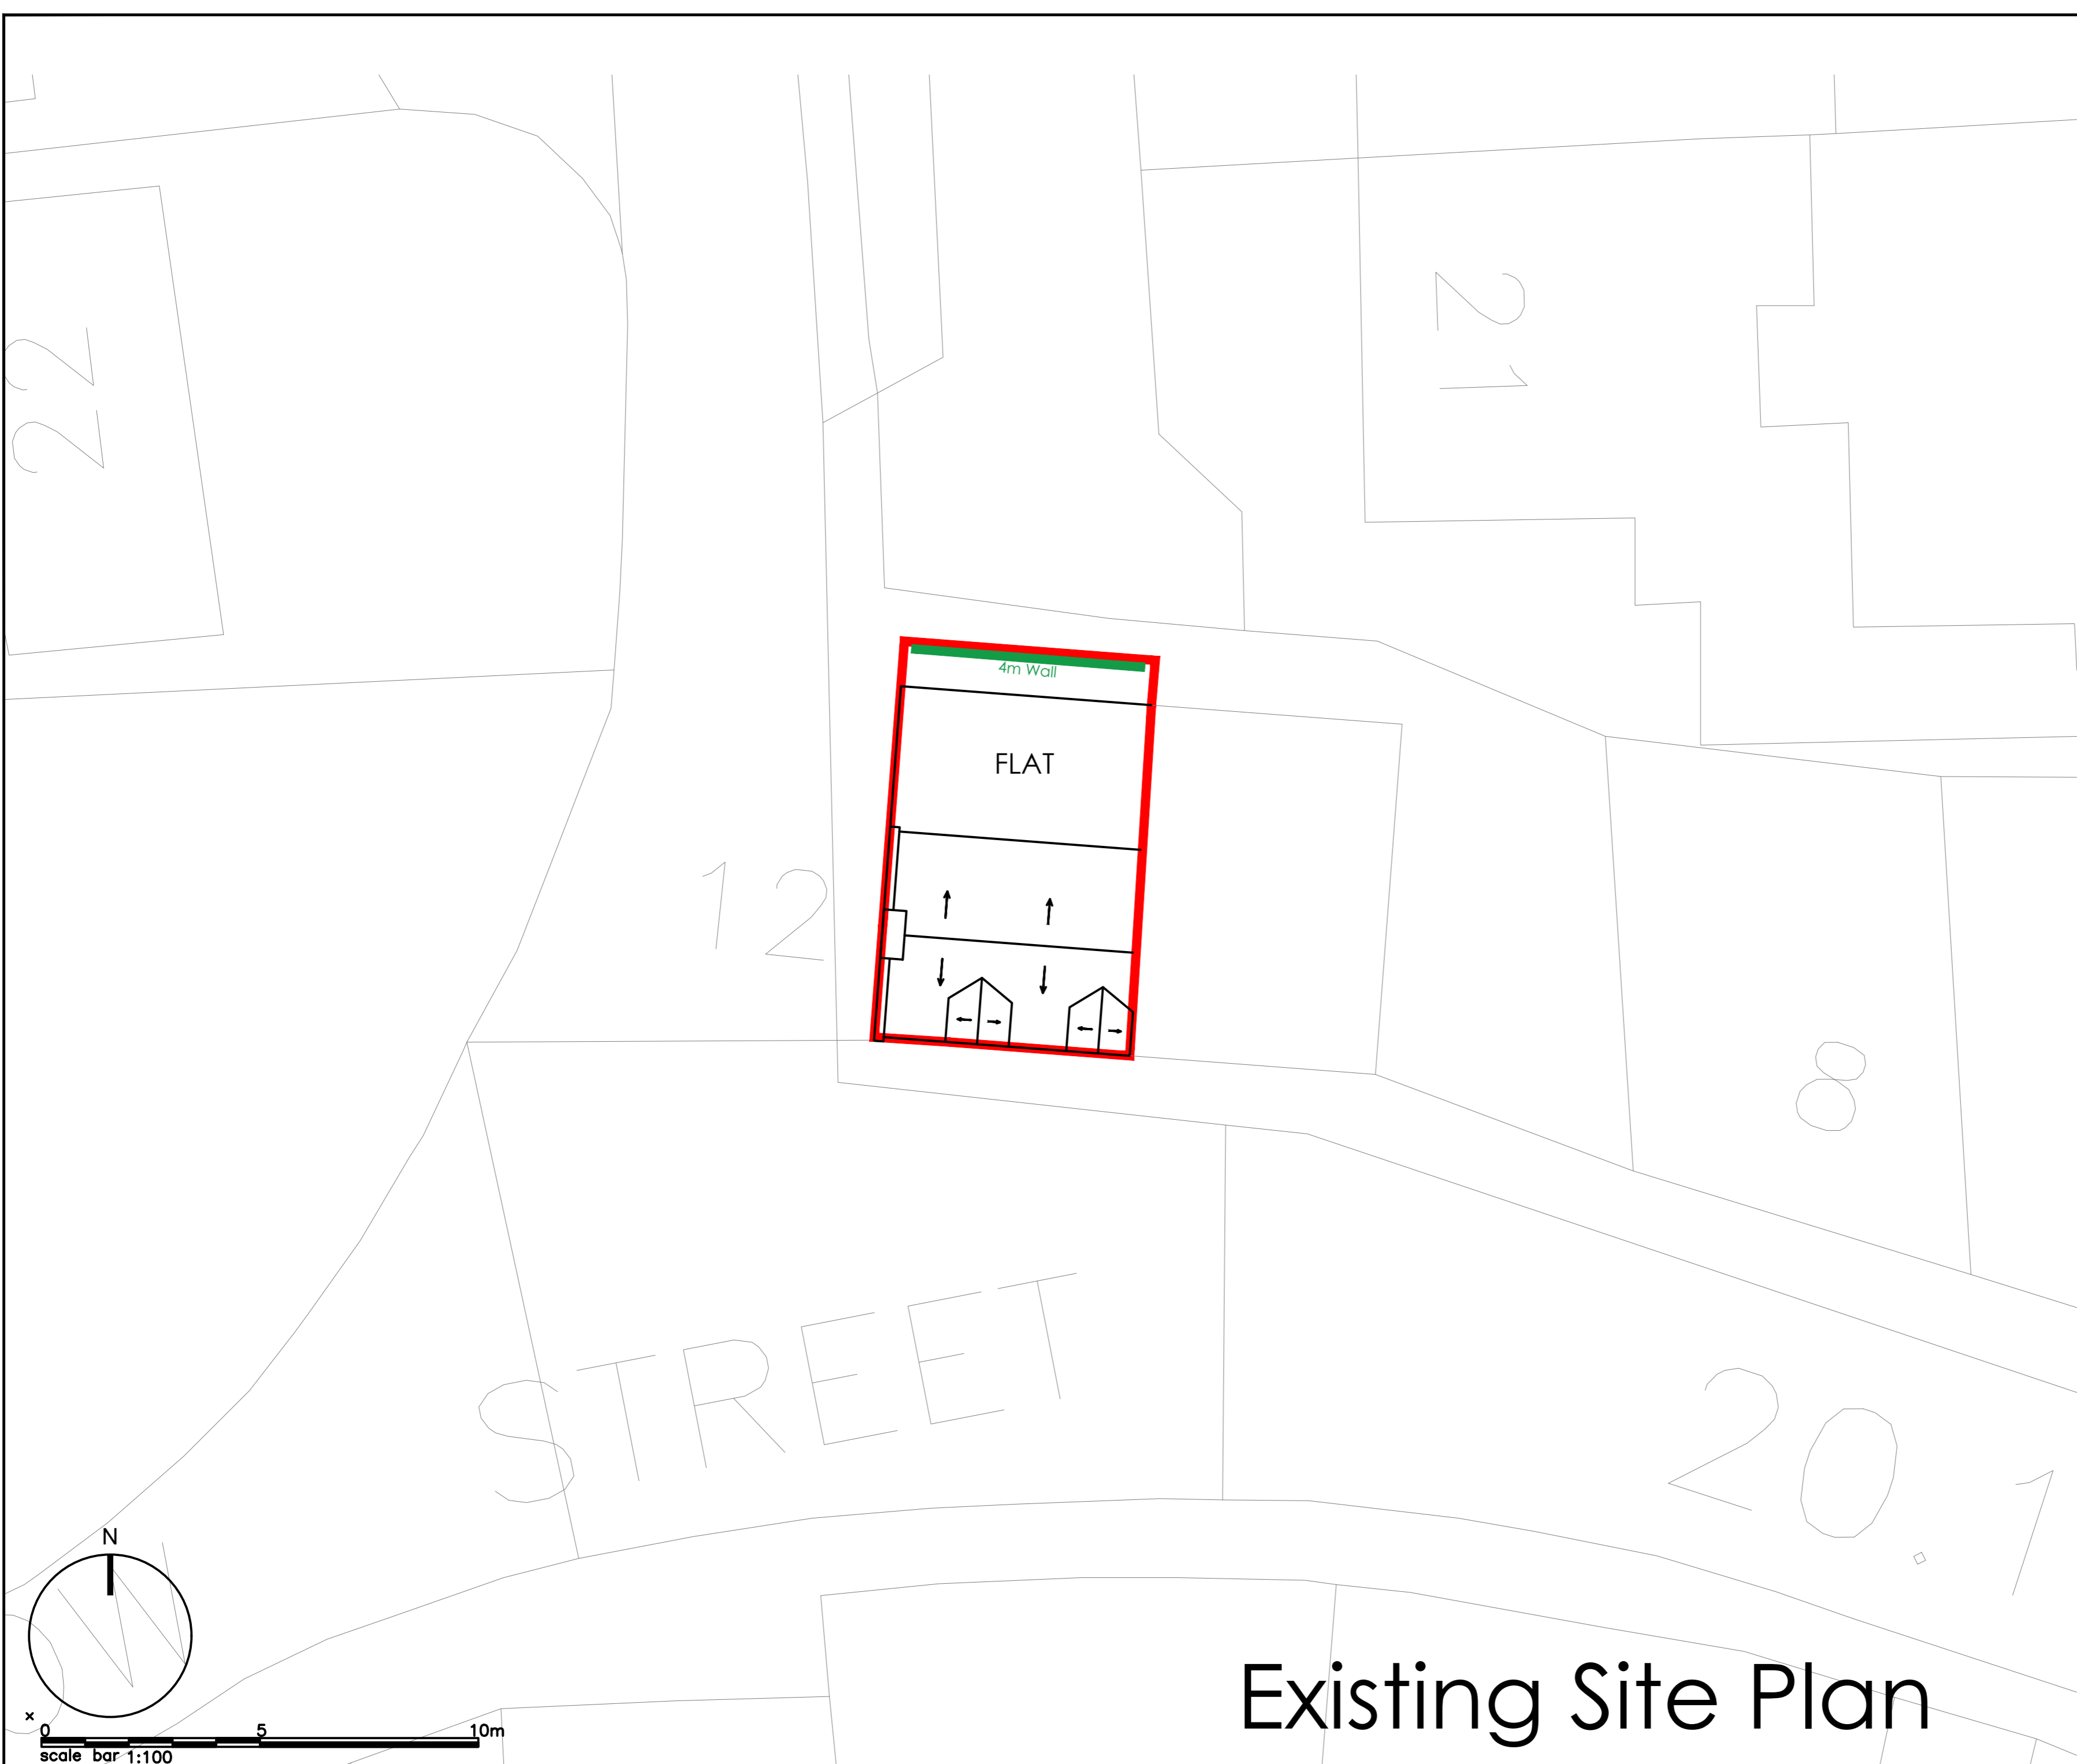 22
12
4m Wall
FLAT
12
8
STREET
20.1
N
0 5 10m
scale bar 1:100
Existing Site Plan